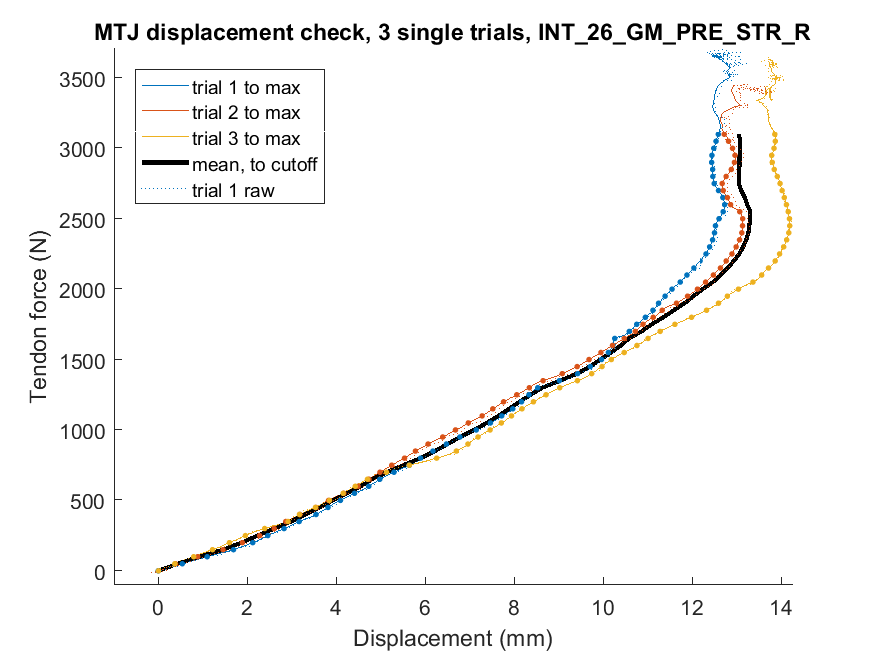 MTJ displacement check, 3 single trials, INT_26_GM_PRE_STR_R
trial 1 to max
trial 2 to max
trial 3 to max
mean, to cutoff
trial 1 raw
Tendon force (N)
3500
3000
2500
2000
1500
1000
500
0
0 2 4 6 8 10 12 14
Displacement (mm)